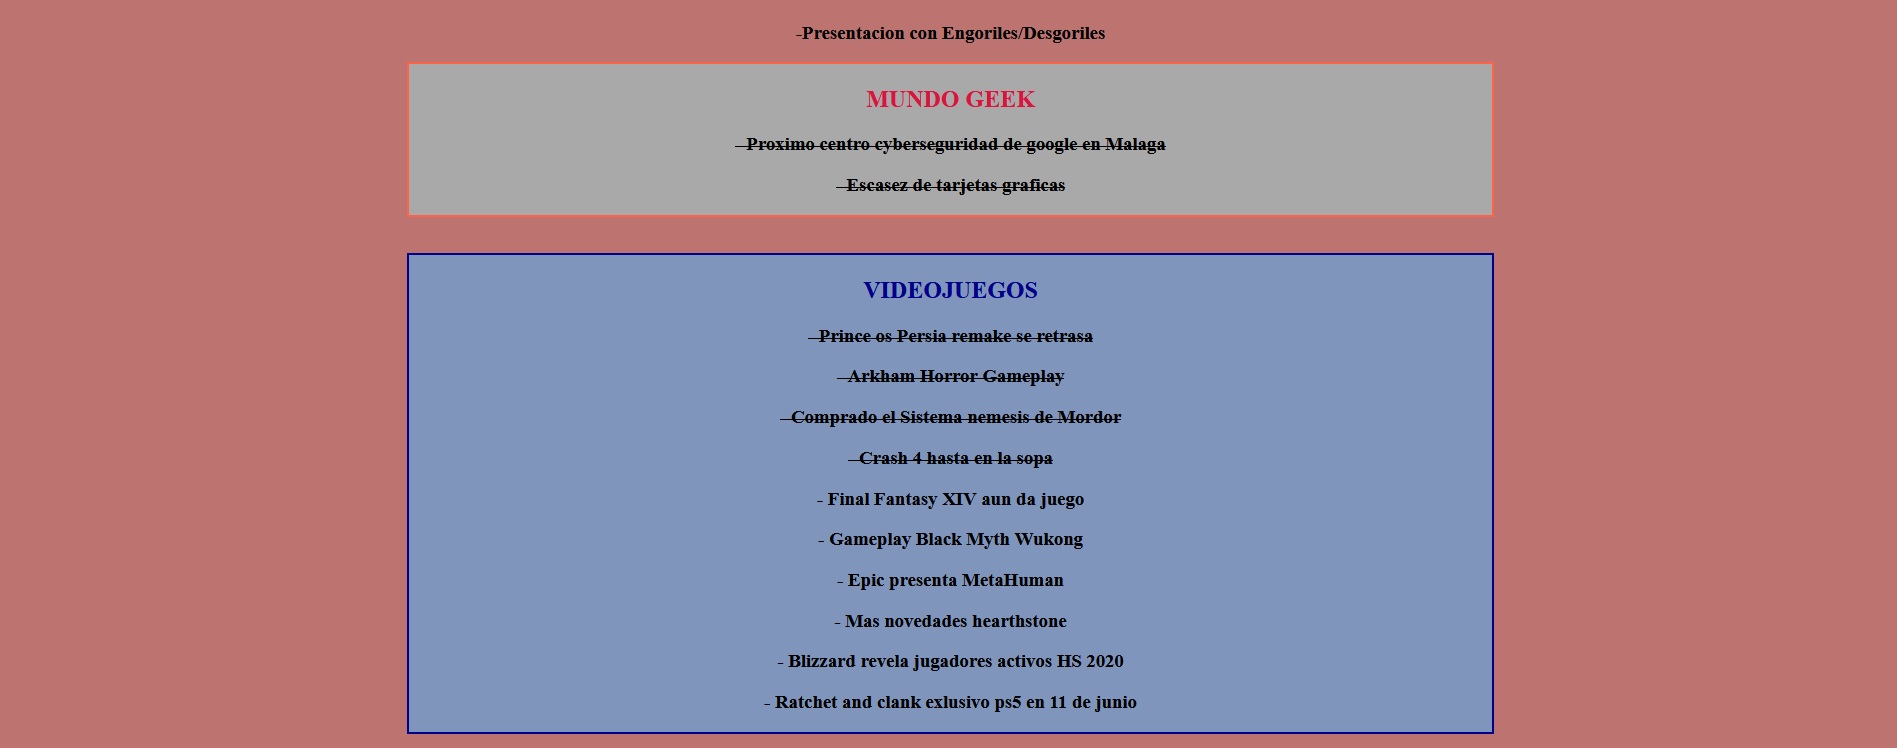 -Presentacion con Engoriles/Desgoriles
MUNDO GEEK
- Proximo centro cyberseguridad de google en Malaga
- Escasez de tarjetas graficas
VIDEOJUEGOS
- Prince os Persia remake se retrasa
- Arkham Horror Gameplay
- Comprado el Sistema nemesis de Mordor
- Crash 4 hasta en la sopa
- Final Fantasy XIV aun da juego
- Gameplay Black Myth Wukong
- Epic presenta MetaHuman
- Mas novedades hearthstone
- Blizzard revela jugadores activos HS 2020
- Ratchet and clank exlusivo ps5 en 11 de junio